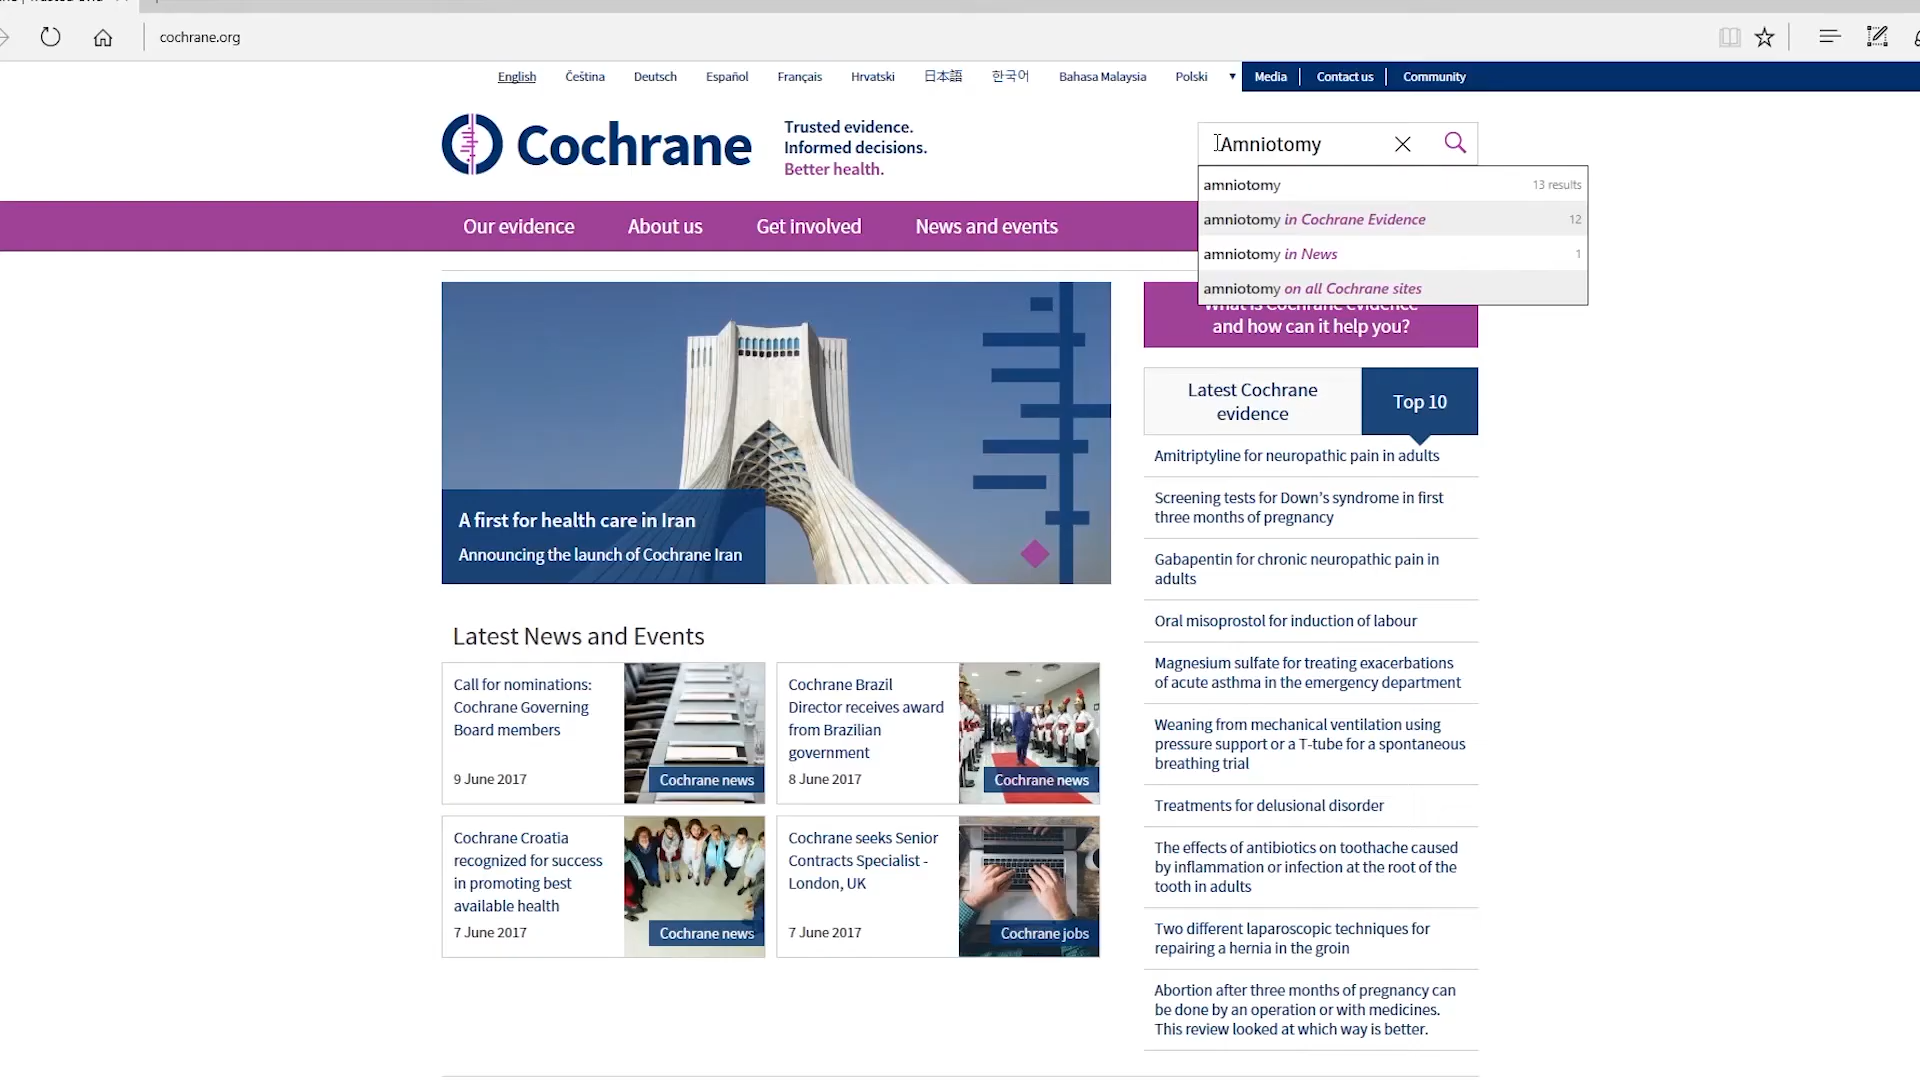 cochrane.org
English Čeština Deutsch Español Français Hrvatski 日本語 한국어 Bahasa Malaysia Polski ▼ Media Contact us Community
Cochrane
Trusted evidence.
Informed decisions.
Better health.
Amniotomy
amniotomy 13 results
amniotomy in Cochrane Evidence 12
amniotomy in News 1
amniotomy on all Cochrane sites
Our evidence About us Get involved News and events
What is Cochrane evidence
and how can it help you?
A first for health care in Iran
Announcing the launch of Cochrane Iran
Latest Cochrane
evidence
Top 10
Amitriptyline for neuropathic pain in adults
Screening tests for Down's syndrome in first
three months of pregnancy
Gabapentin for chronic neuropathic pain in
adults
Oral misoprostol for induction of labour
Magnesium sulfate for treating exacerbations
of acute asthma in the emergency department
Weaning from mechanical ventilation using
pressure support or a T-tube for a spontaneous
breathing trial
Treatments for delusional disorder
The effects of antibiotics on toothache caused
by inflammation or infection at the root of the
tooth in adults
Two different laparoscopic techniques for
repairing a hernia in the groin
Abortion after three months of pregnancy can
be done by an operation or with medicines.
This review looked at which way is better.
Latest News and Events
Call for nominations:
Cochrane Governing
Board members
9 June 2017
Cochrane news
Cochrane Brazil
Director receives award
from Brazilian
government
8 June 2017
Cochrane news
Cochrane Croatia
recognized for success
in promoting best
available health
7 June 2017
Cochrane news
Cochrane seeks Senior
Contracts Specialist -
London, UK
7 June 2017
Cochrane jobs